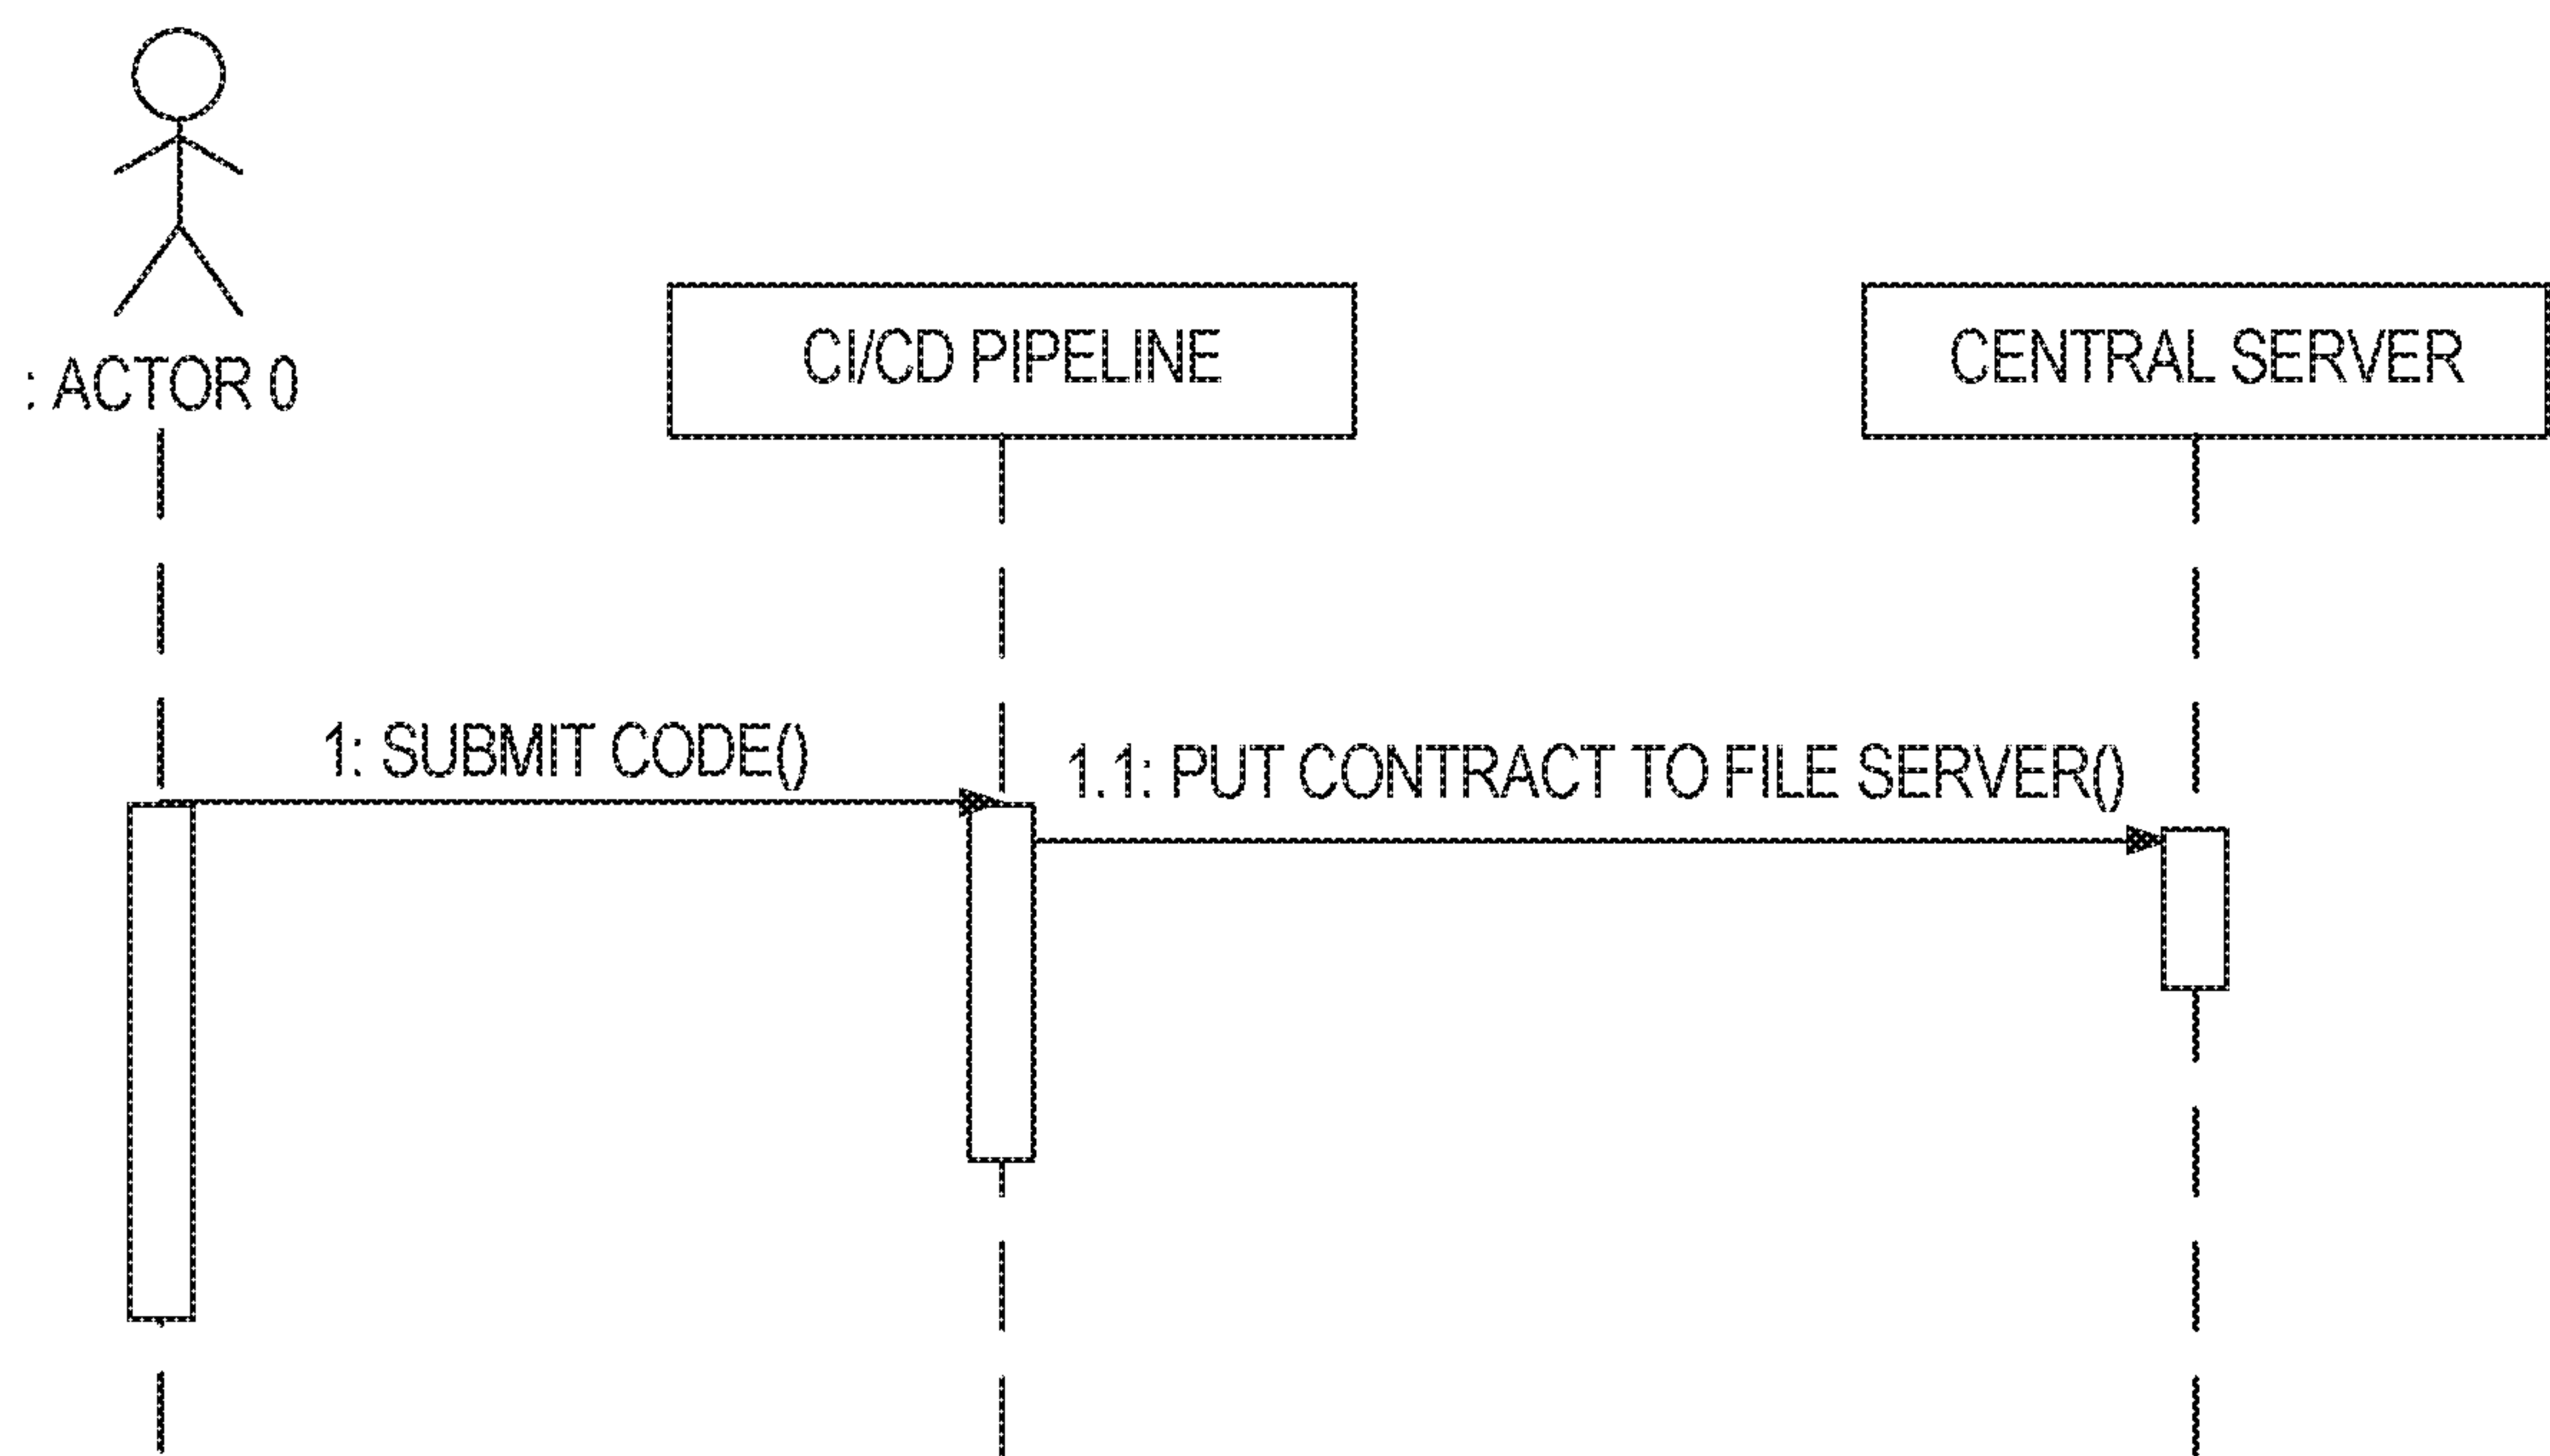 : ACTOR 0
CI/CD PIPELINE
CENTRAL SERVER
1: SUBMIT CODE()
1.1: PUT CONTRACT TO FILE SERVER()